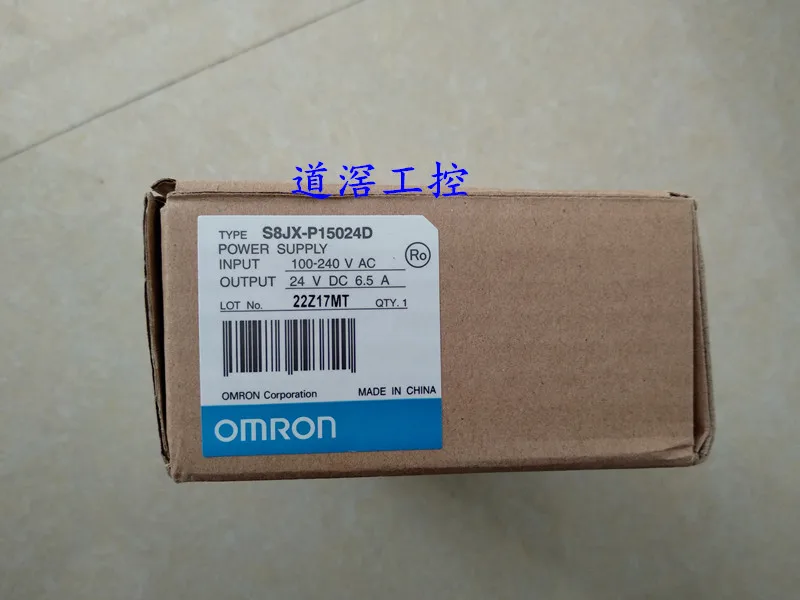 道滘工控
TYPE S8JX-P15024D
POWER SUPPLY
INPUT 100-240 V AC
OUTPUT 24 V DC 6.5 A
Ro
LOT No. 22Z17MT QTY. 1
OMRON Corporation MADE IN CHINA
OMRON